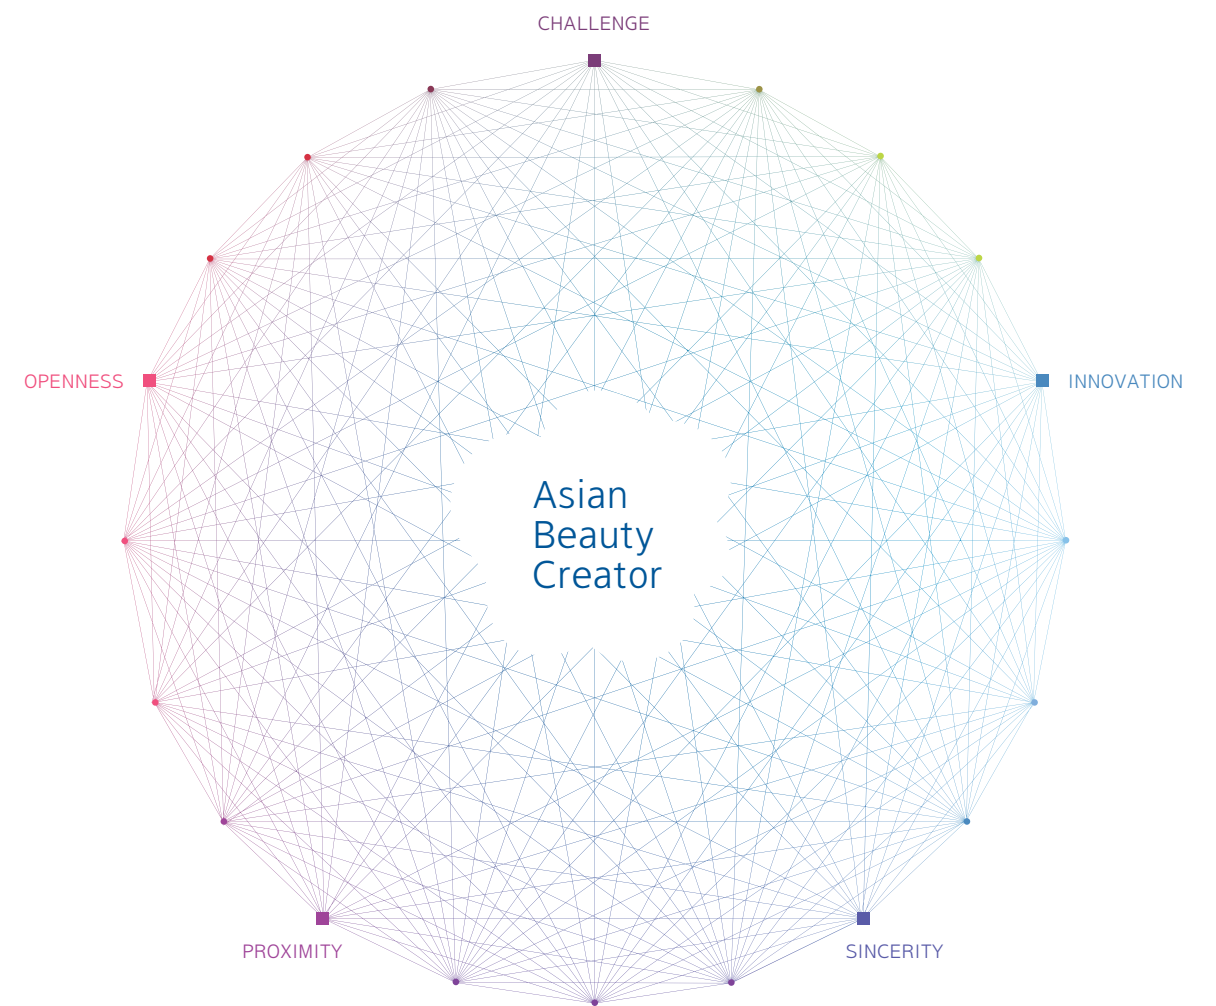 CHALLENGE
OPENNESS
INNOVATION
Asian
Beauty
Creator
PROXIMITY
SINCERITY